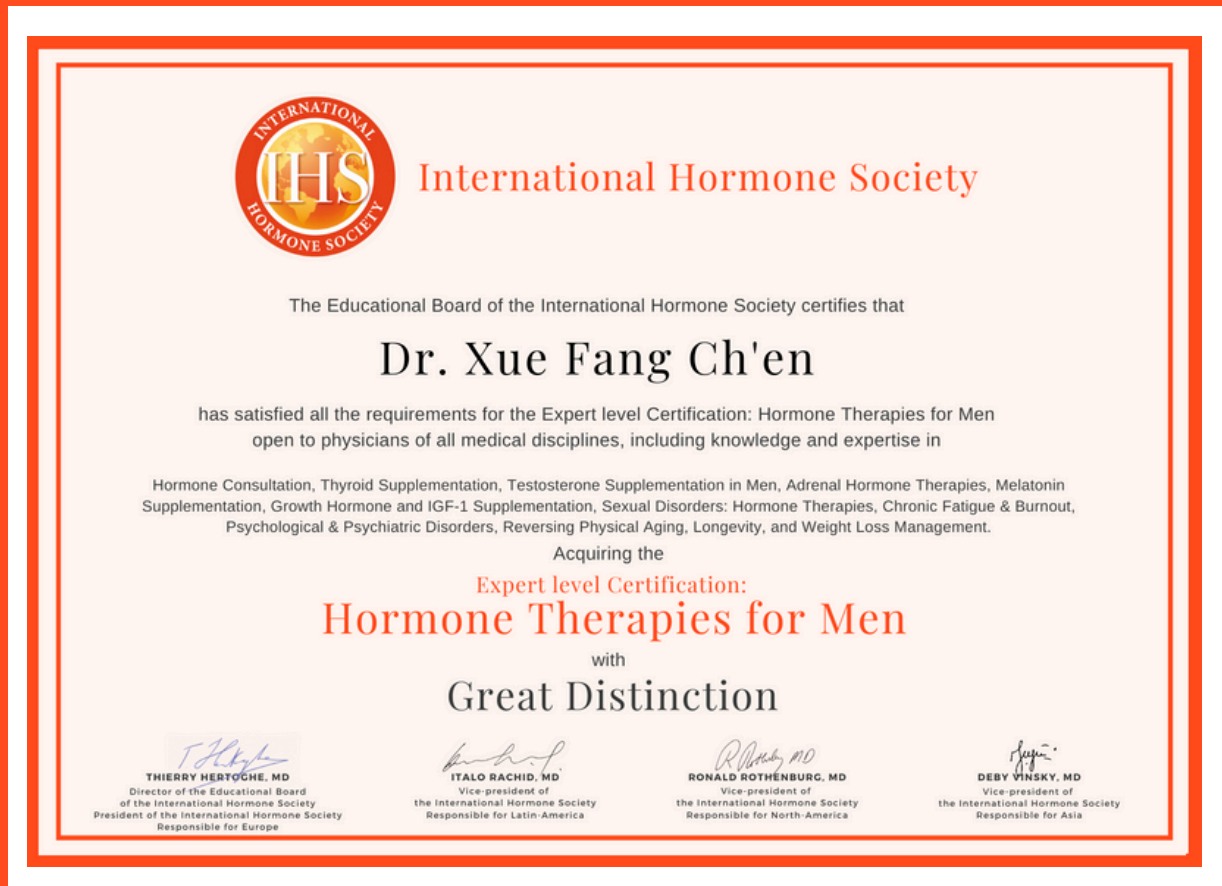 INTERNATIONAL
IHS
HORMONE SOCIETY
International Hormone Society
The Educational Board of the International Hormone Society certifies that
Dr. Xue Fang Ch'en
has satisfied all the requirements for the Expert level Certification: Hormone Therapies for Men
open to physicians of all medical disciplines, including knowledge and expertise in
Hormone Consultation, Thyroid Supplementation, Testosterone Supplementation in Men, Adrenal Hormone Therapies, Melatonin
Supplementation, Growth Hormone and IGF-1 Supplementation, Sexual Disorders: Hormone Therapies, Chronic Fatigue & Burnout,
Psychological & Psychiatric Disorders, Reversing Physical Aging, Longevity, and Weight Loss Management.
Acquiring the
Expert level Certification:
Hormone Therapies for Men
with
Great Distinction
THIERRY HERTOGHE, MD
Director of the Educational Board
of the International Hormone Society
President of the International Hormone Society
Responsible for Europe
ITALO RACHID, MD
Vice-president of
the International Hormone Society
Responsible for Latin-America
RONALD ROTHENBURG, MD
Vice-president of
the International Hormone Society
Responsible for North-America
DEBY VINSKY, MD
Vice-president of
the International Hormone Society
Responsible for Asia